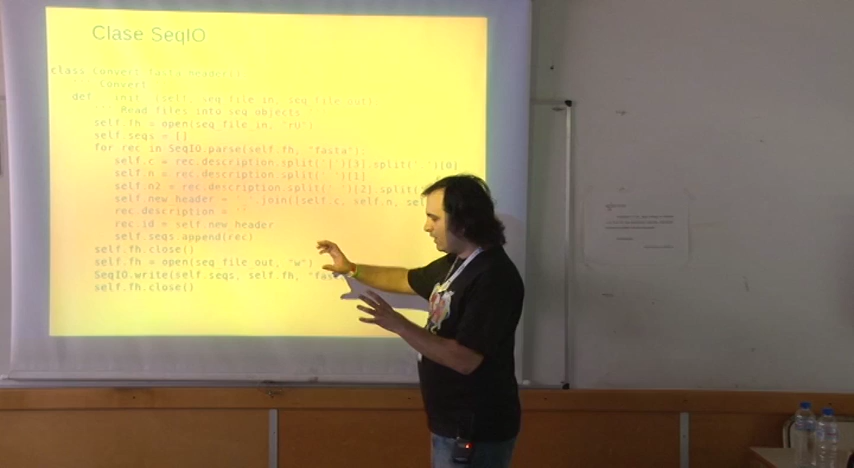 Clase SeqIO
class Convert_fasta_header():
''' Convert
def __init__(self, seq_file_in, seq_file_out)
''' Read files into seq objects
self.fh = open(seq_file_in, "rU")
self.seqs = []
for rec in SeqIO.parse(self.fh, "fasta"):
self.c = rec.description.split('|')[3].split('.')[0]
self.n = rec.description.split(' ')[1]
self.n2 = rec.description.split(' ')[2].split(
self.new_header = "_".join([self.c, self.n, sel
rec.description = ''
rec.id = self.new_header
self.seqs.append(rec)
self.fh.close()
self.fh = open(seq_file_out, "w")
SeqIO.write(self.seqs, self.fh, "fas
self.fh.close()